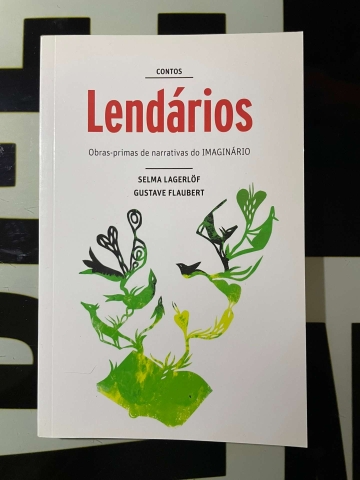 CONTOS
Lendários
Obras-primas de narrativas do IMAGINÁRIO
SELMA LAGERLÖF
GUSTAVE FLAUBERT